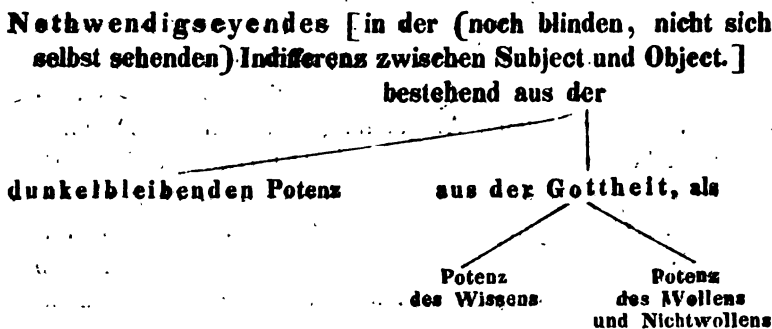 Nothwendigseyendes [in der (noch blinden, nicht sich
selbst sehenden) Indifferenz zwischen Subject und Object.]
bestehend aus der
dunkelbleibenden Potenz aus der Gottheit, als
Potenz Potenz
des Wissens des Wollens
und Nichtwollens